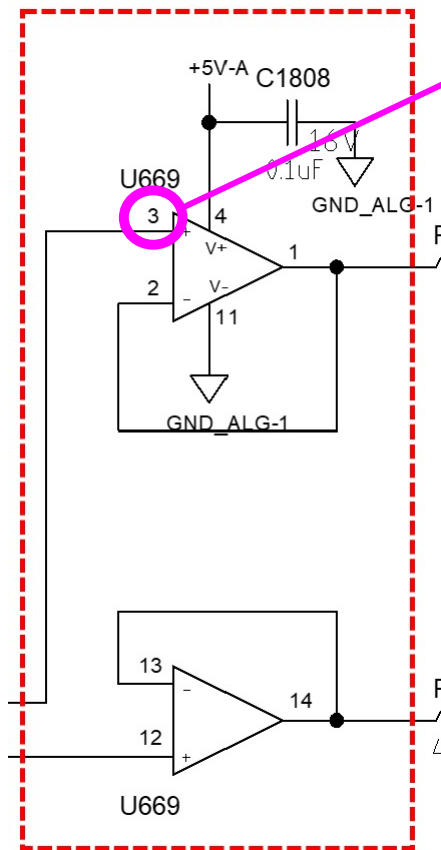 +5V-A
C1808
16V
0.1uF
GND_ALG-1
U669
3
4
+
V+
1
2
-
V-
11
GND_ALG-1
13
-
14
12
+
U669